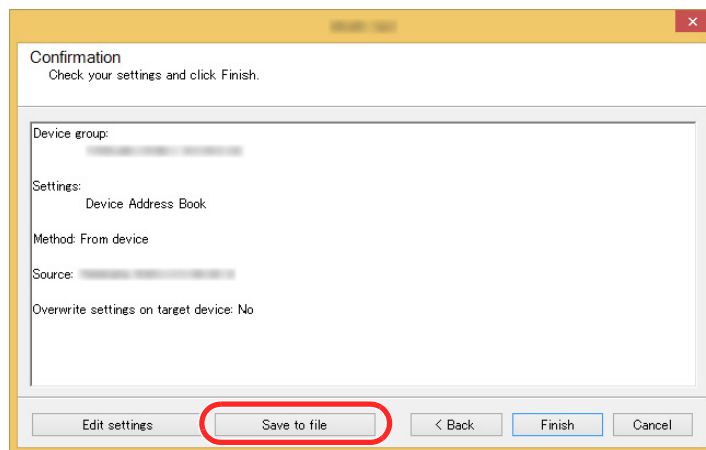 Confirmation
Check your settings and click Finish.
Device group:
Settings:
Device Address Book
Method: From device
Source:
Overwrite settings on target device: No
Edit settings
Save to file
< Back
Finish
Cancel